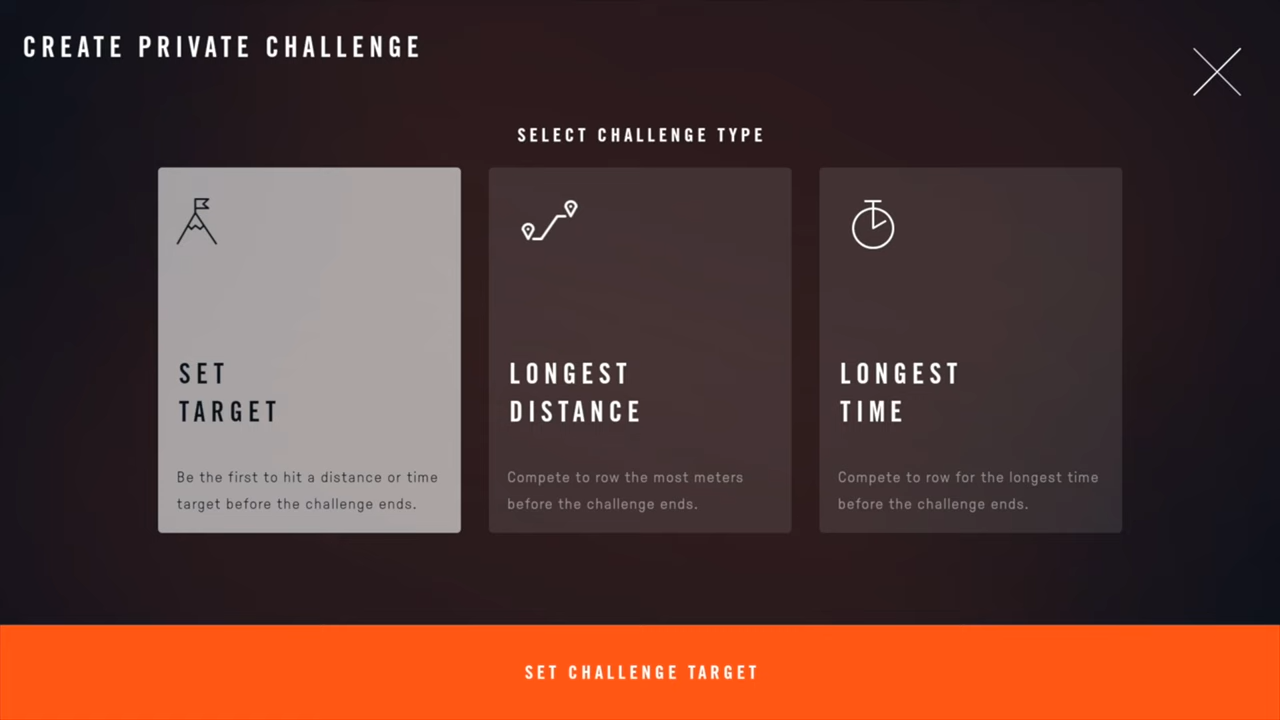 CREATE PRIVATE CHALLENGE
SELECT CHALLENGE TYPE
SET
TARGET
Be the first to hit a distance or time
target before the challenge ends.
LONGEST
DISTANCE
Compete to row the most meters
before the challenge ends.
LONGEST
TIME
Compete to row for the longest time
before the challenge ends.
SET CHALLENGE TARGET